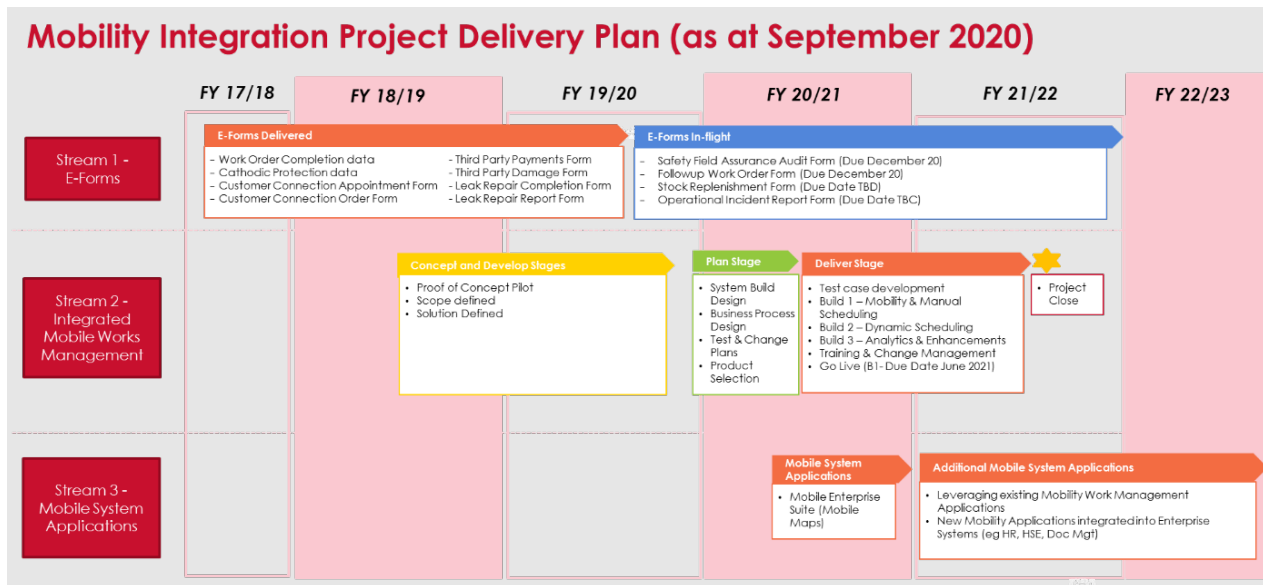 Mobility Integration Project Delivery Plan (as at September 2020)
FY 17/18
FY 18/19
FY 19/20
FY 20/21
FY 21/22
FY 22/23
Stream 1 -
E-Forms
E-Forms Delivered
- Work Order Completion data
- Cathodic Protection data
- Customer Connection Appointment Form
- Customer Connection Order Form
- Third Party Payments Form
- Third Party Damage Form
- Leak Repair Completion Form
- Leak Repair Report Form
E-Forms In-flight
- Safety Field Assurance Audit Form (Due December 20)
- Followup Work Order Form (Due December 20)
- Stock Replenishment Form (Due Date TBD)
- Operational Incident Report Form (Due Date TBC)
Stream 2 -
Integrated
Mobile Works
Management
Concept and Develop Stages
• Proof of Concept Pilot
• Scope defined
• Solution Defined
Plan Stage
• System Build
Design
• Business Process
Design
• Test & Change
Plans
• Product
Selection
Deliver Stage
• Test case development
• Build 1 – Mobility & Manual
Scheduling
• Build 2 – Dynamic Scheduling
• Build 3 – Analytics & Enhancements
• Training & Change Management
• Go Live (B1- Due Date June 2021)
• Project
Close
Stream 3 -
Mobile System
Applications
Mobile System
Applications
• Mobile Enterprise
Suite (Mobile
Maps)
Additional Mobile System Applications
• Leveraging existing Mobility Work Management
Applications
• New Mobility Applications integrated into Enterprise
Systems (eg HR, HSE, Doc Mgt)